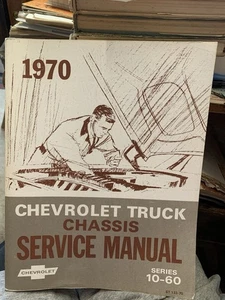 1970
CHEVROLET TRUCK
CHASSIS
SERVICE MANUAL
SERIES
10-60
CHEVROLET